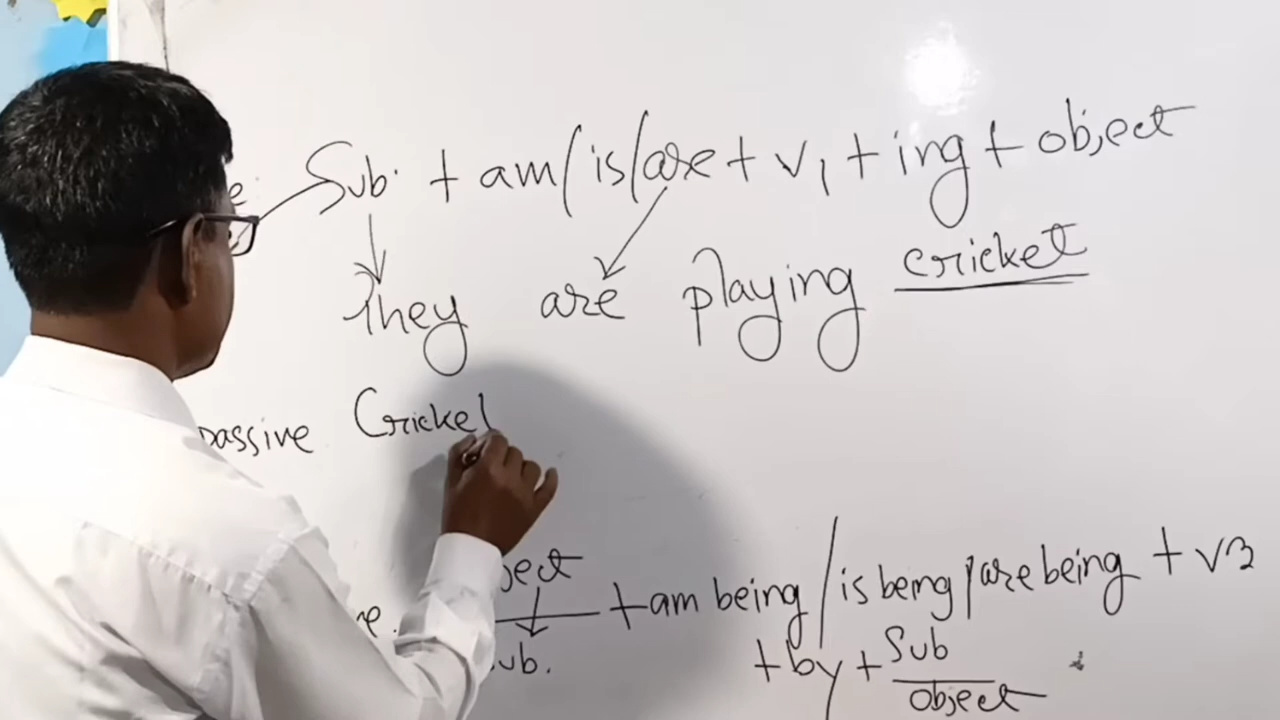 Sub. + am/is/are + v1 + ing + object
They are playing cricket
passive Cricket
+ am being/is being/are being + v3
+ by + Sub
object